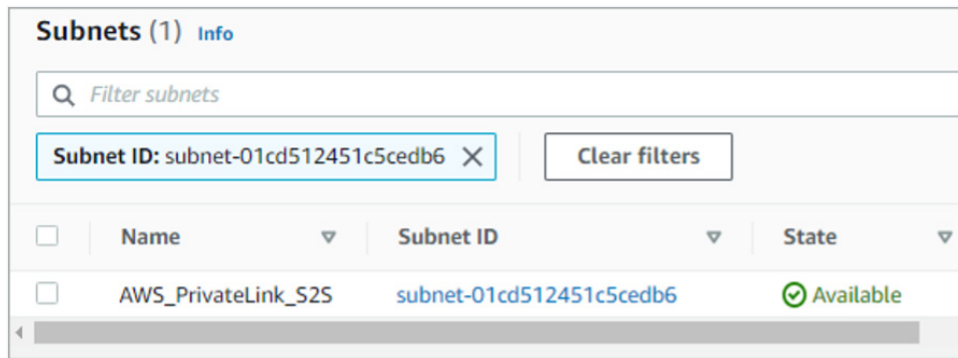 Subnets (1) Info
Filter subnets
Subnet ID: subnet-01cd512451c5cedb6 Clear filters
Name Subnet ID State
AWS_PrivateLink_S2S subnet-01cd512451c5cedb6 Available